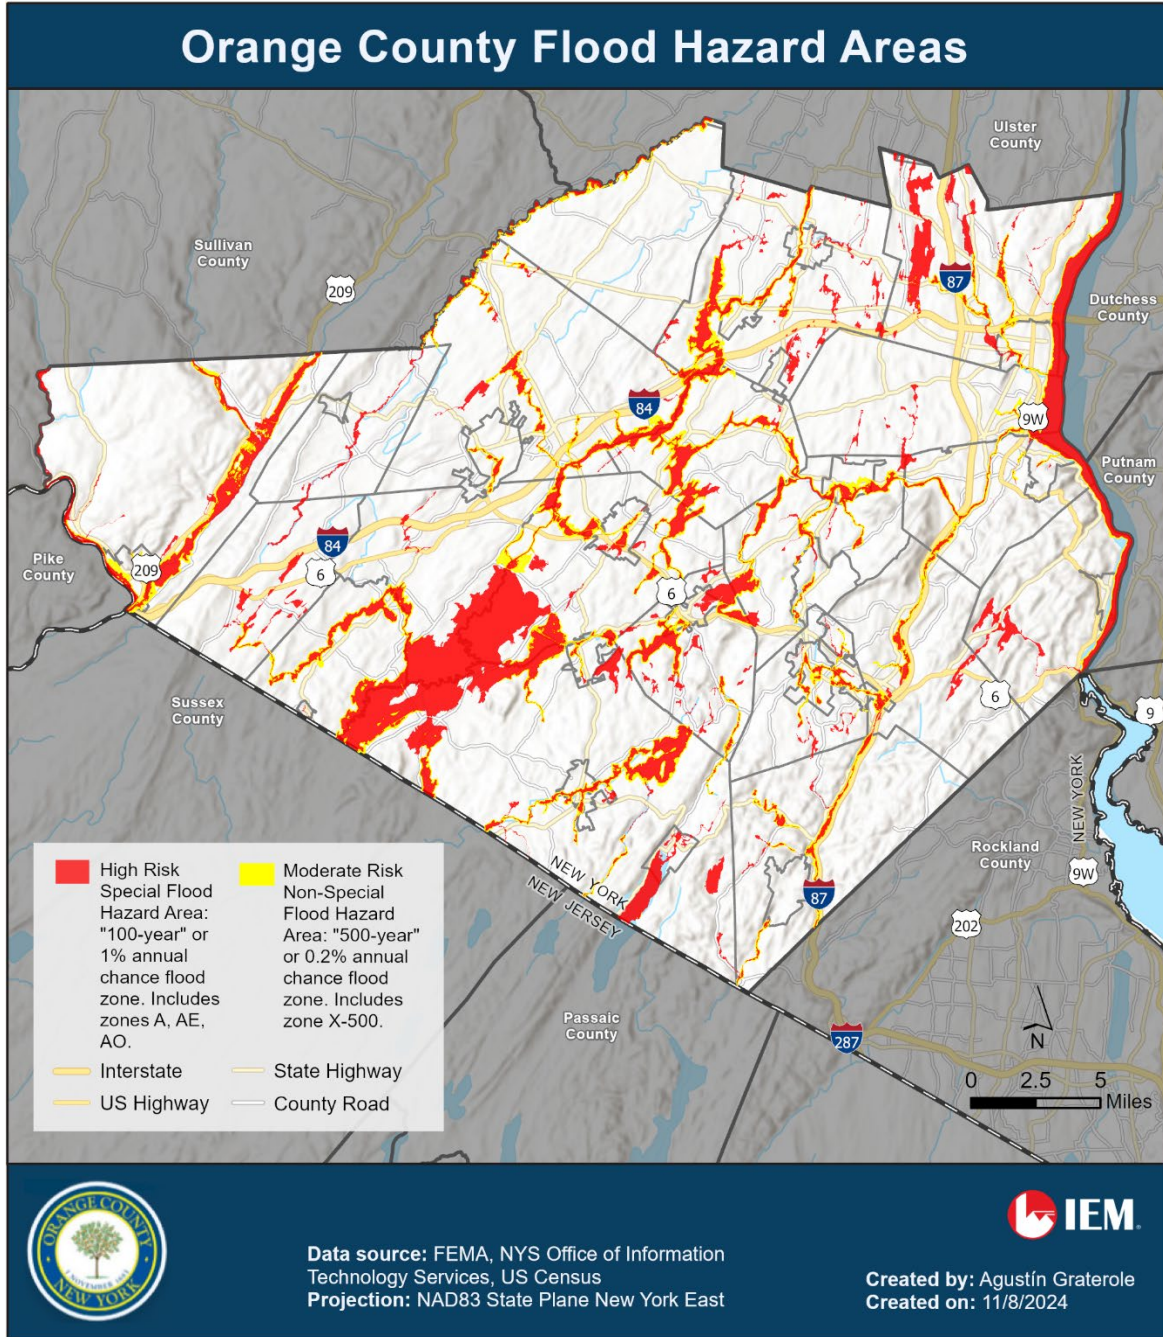 Orange County Flood Hazard Areas
Ulster
County
Sullivan
County
209
87
Dutchess
County
84
9W
Putnam
County
Pike
County
209
84
6
6
Sussex
County
6
9
NEW YORK
Rockland
County
9W
NEW YORK
NEW JERSEY
87
202
Passaic
County
287
N
0 2.5 5
Miles
High Risk
Special Flood
Hazard Area:
"100-year" or
1% annual
chance flood
zone. Includes
zones A, AE,
AO.
Moderate Risk
Non-Special
Flood Hazard
Area: "500-year"
or 0.2% annual
chance flood
zone. Includes
zone X-500.
Interstate
State Highway
US Highway
County Road
ORANGE COUNTY
NEW YORK
Data source: FEMA, NYS Office of Information
Technology Services, US Census
Projection: NAD83 State Plane New York East
IEM
Created by: Agustín Graterole
Created on: 11/8/2024